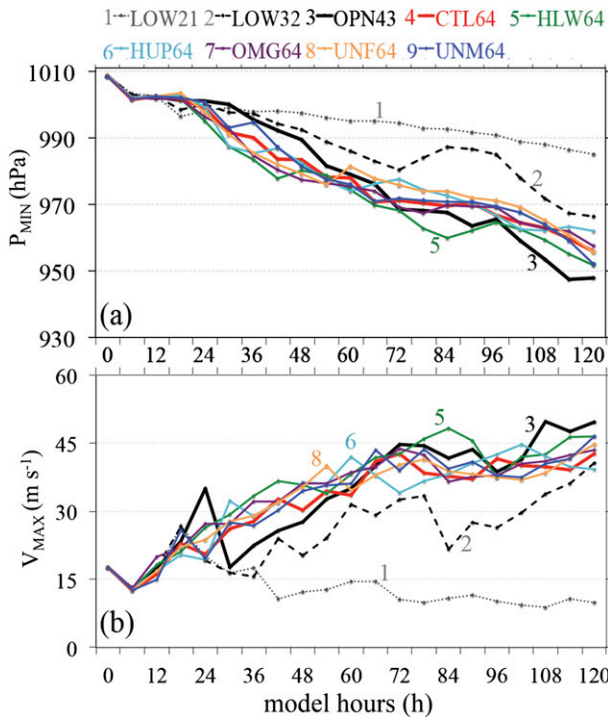 (a) 1 LOW21 2 LOW32 3 OPN43 4 CTL64 5 HLW64
6 HUP64 7 OMG64 8 UNF64 9 UNM64
1010
990
970
950
930
P_MIN (hPa)
1
2
5
3
(a)
0 12 24 36 48 60 72 84 96 108 120
60
45
30
15
0
V_MAX (m s⁻¹)
5
3
6
8
2
1
(b)
0 12 24 36 48 60 72 84 96 108 120
model hours (h)